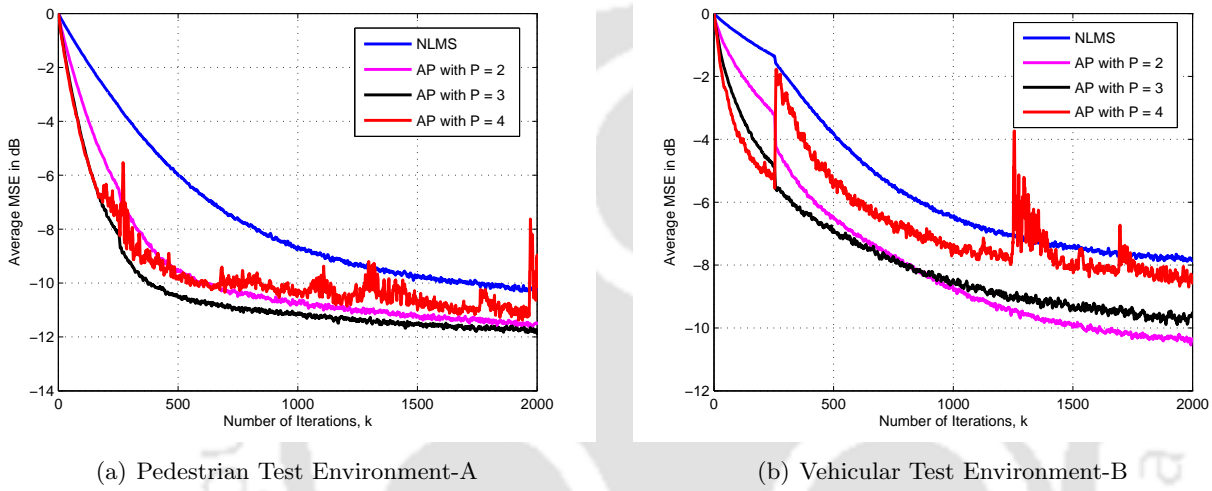 0
−2
−4
−6
−8
−10
−12
−14
0 500 1000 1500 2000
Average MSE in dB
Number of Iterations, k
NLMS
AP with P = 2
AP with P = 3
AP with P = 4
(a) Pedestrian Test Environment-A
0
−2
−4
−6
−8
−10
−12
0 500 1000 1500 2000
Average MSE in dB
Number of Iterations, k
NLMS
AP with P = 2
AP with P = 3
AP with P = 4
(b) Vehicular Test Environment-B